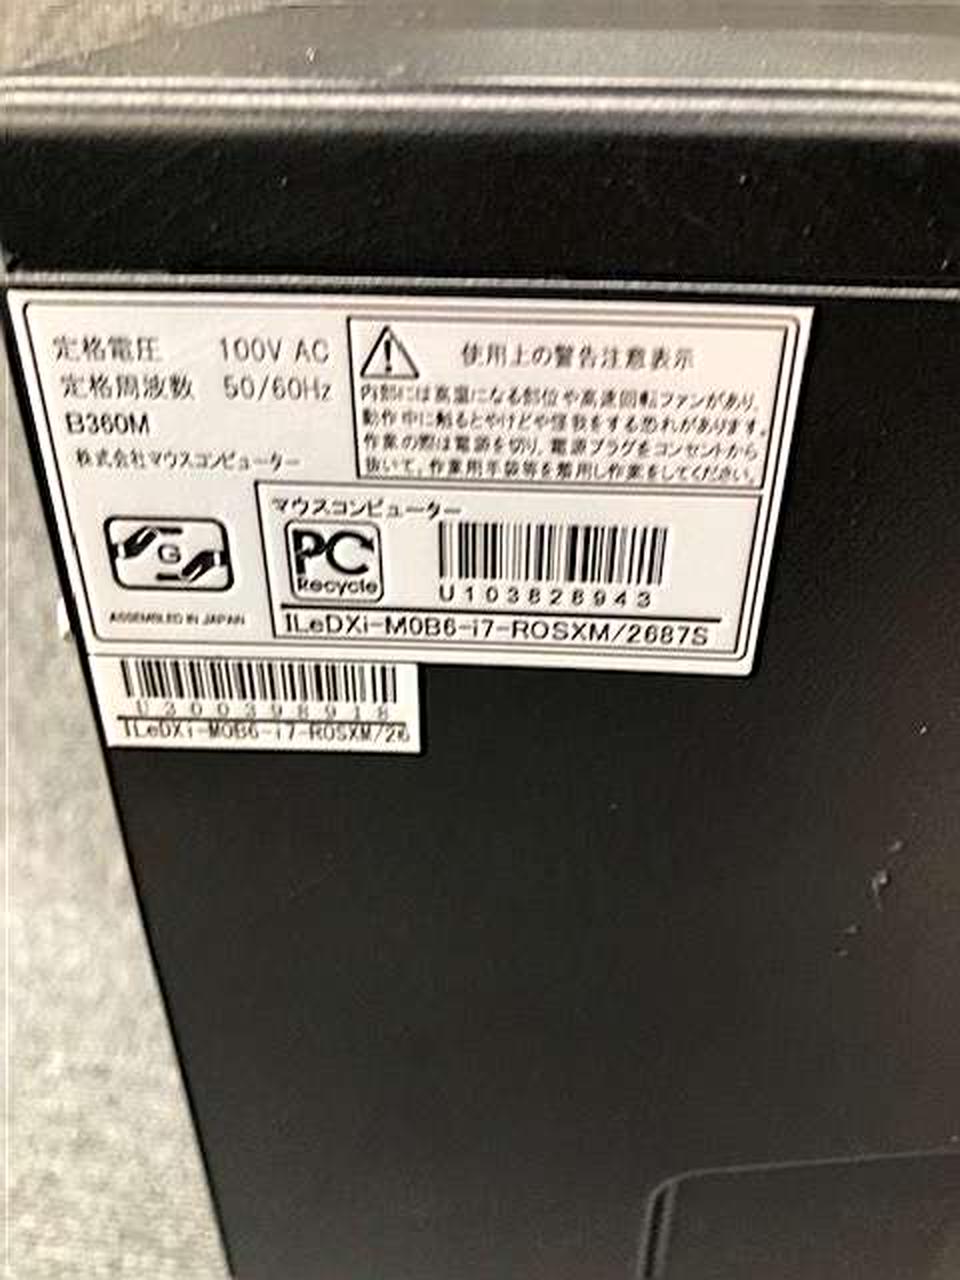 定格電圧 100V AC
定格周波数 50/60Hz
B360M
株式会社マウスコンピューター
使用上の警告注意表示
内部には高温になる部位や高速回転ファンがあり、
動作中に触るとやけどや怪我をする恐れがあります。
作業の際は電源を切り、電源プラグをコンセントから
抜いて、作業用手袋等を着用し作業をしてください。
G
ASSEMBLED IN JAPAN
マウスコンピューター
PC
Recycle
U103828943
ILeDXi-M0B6-i7-ROSXM/2687S
U300398918
ILeDXi-M0B6-i7-ROSXM/26